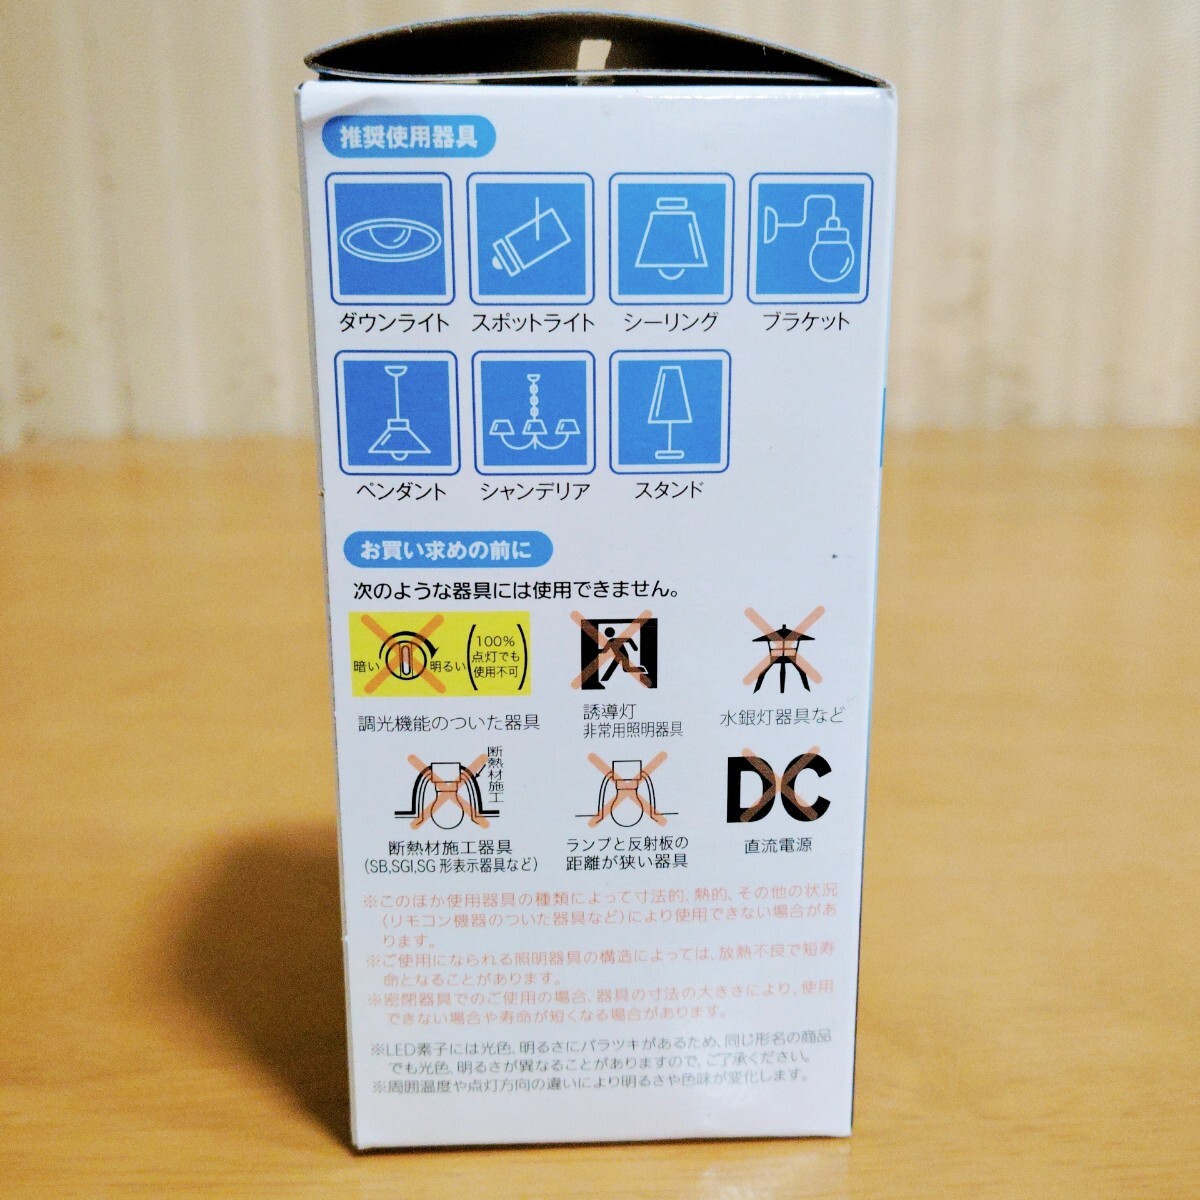 推奨使用器具
ダウンライト スポットライト シーリング ブラケット
ペンダント シャンデリア スタンド
お買い求めの前に
次のような器具には使用できません。
暗い 明るい (100%点灯でも使用不可)
調光機能のついた器具
誘導灯
非常用照明器具
水銀灯器具など
断熱材施工
断熱材施工器具
(SB,SGI,SG 形表示器具など)
ランプと反射板の
距離が狭い器具
DC
直流電源
※このほか使用器具の種類によって寸法的、熱的、その他の状況
(リモコン機器のついた器具など)により使用できない場合があ
ります。
※ご使用になられる照明器具の構造によっては、放熱不良で短寿
命となることがあります。
※密閉器具でのご使用の場合、器具の寸法の大きさにより、使用
できない場合や寿命が短くなる場合があります。
※LED素子には光色、明るさにバラツキがあるため、同じ形名の商品
でも光色、明るさが異なることがありますので、ご了承ください。
※周囲温度や点灯方向の違いにより明るさや色味が変化します。